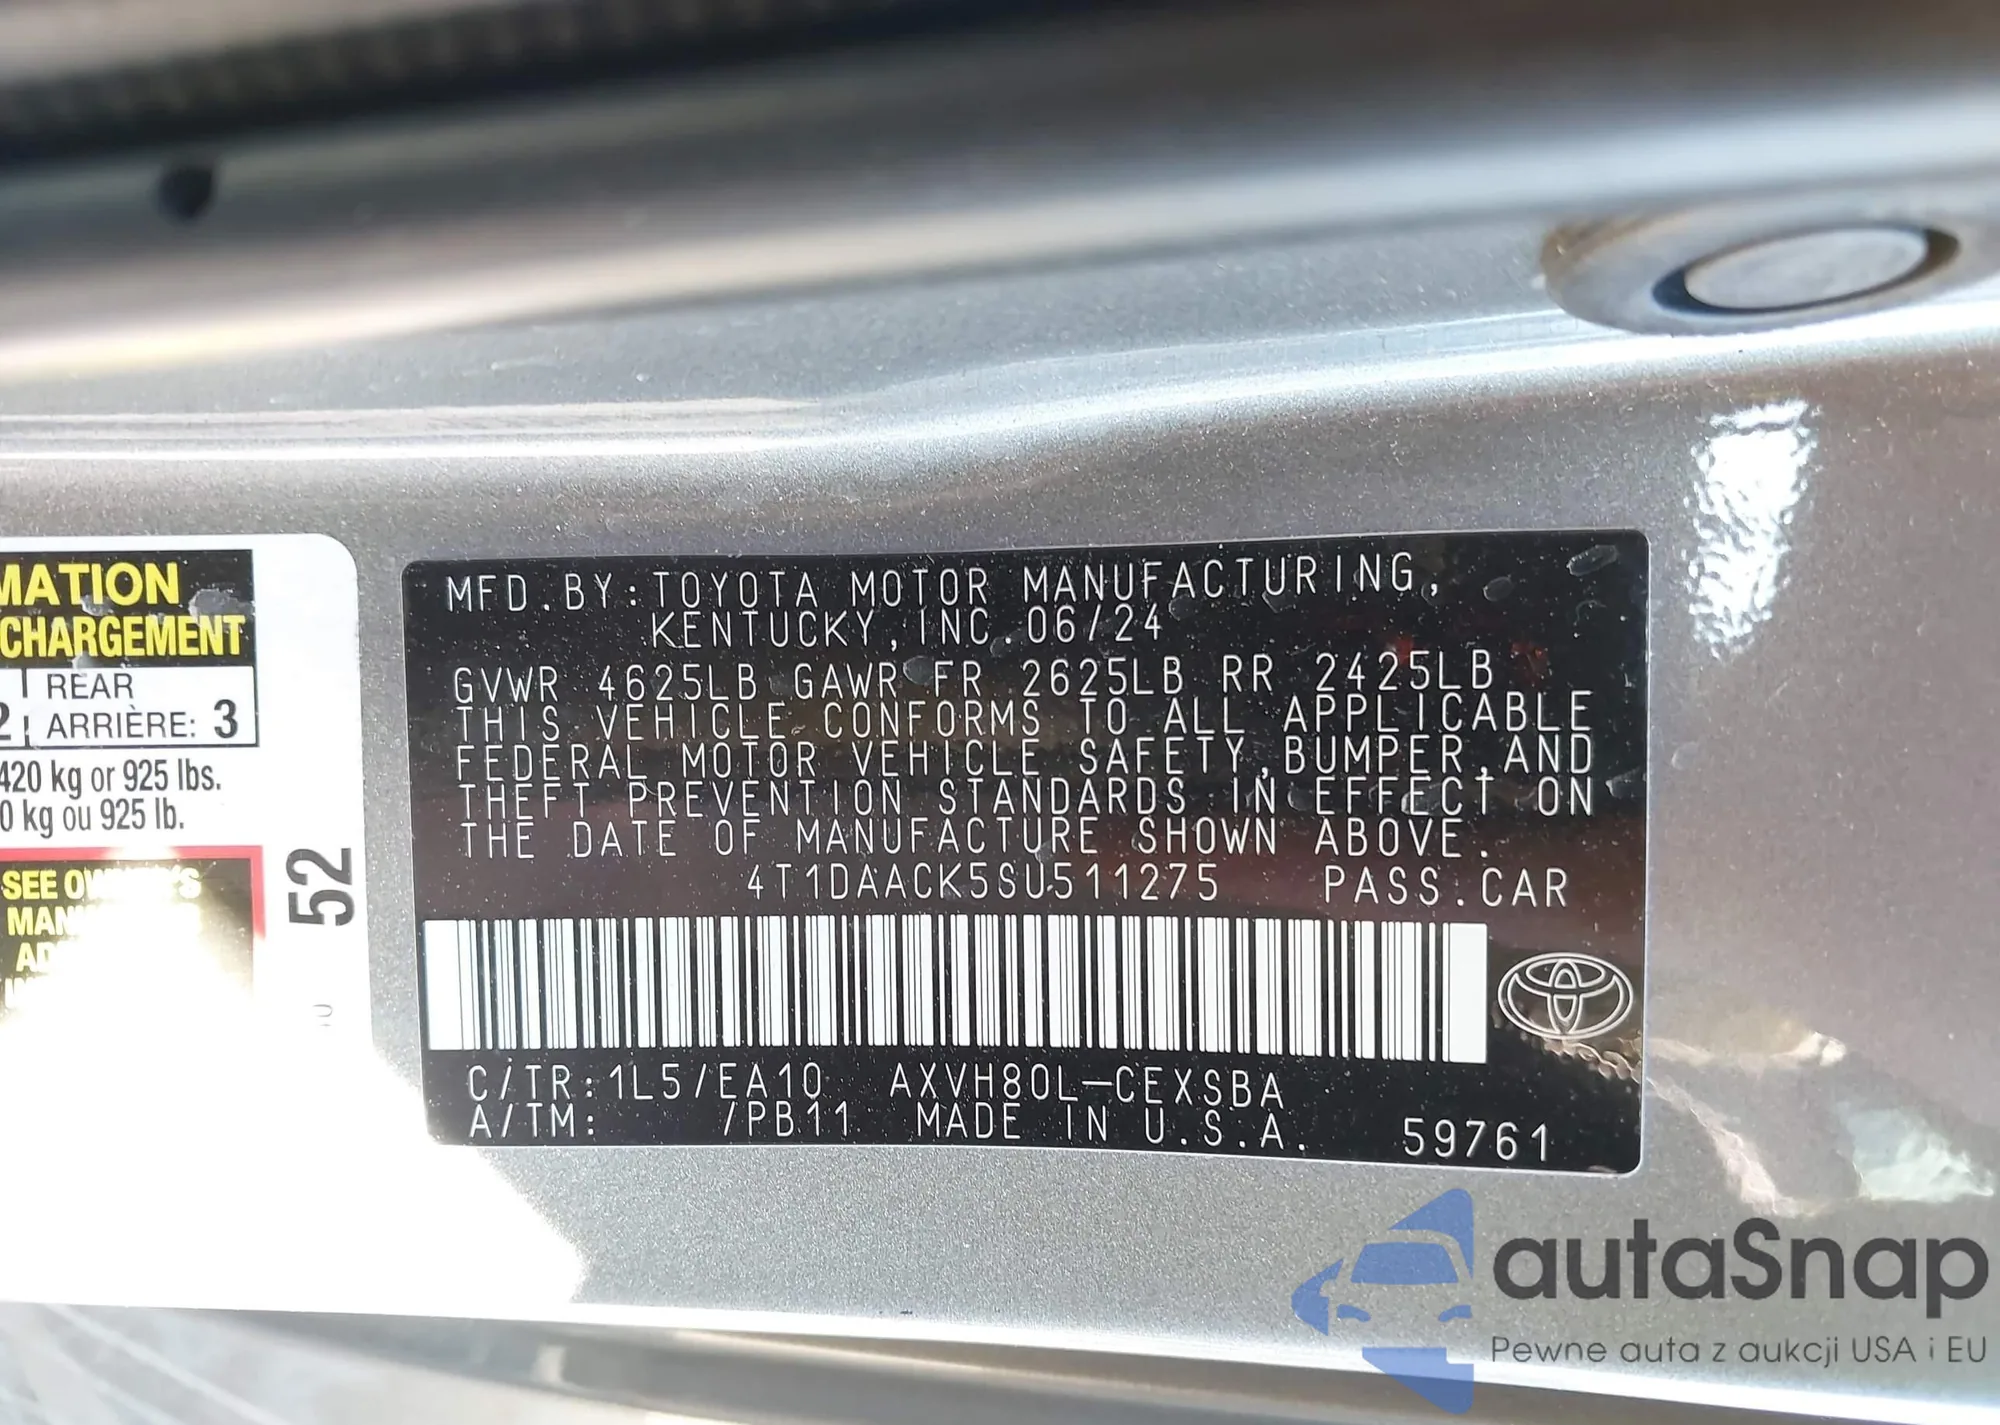 MATION
CHARGEMENT
REAR
2 ARRIÈRE: 3
420 kg or 925 lbs.
0 kg ou 925 lb.
SEE OWNER'S
52
MFD.BY:TOYOTA MOTOR MANUFACTURING,
KENTUCKY,INC.06/24
GVWR 4625LB GAWR FR 2625LB RR 2425LB
THIS VEHICLE CONFORMS TO ALL APPLICABLE
FEDERAL MOTOR VEHICLE SAFETY,BUMPER,AND
THEFT PREVENTION STANDARDS IN EFFECT ON
THE DATE OF MANUFACTURE SHOWN ABOVE.
4T1DAACK5SU511275 PASS.CAR
C/TR:1L5/EA10 AXVH80L-CEXSBA
A/TM: /PB11 MADE IN U.S.A. 59761
autaSnap
Pewne auta z aukcji USA i EU